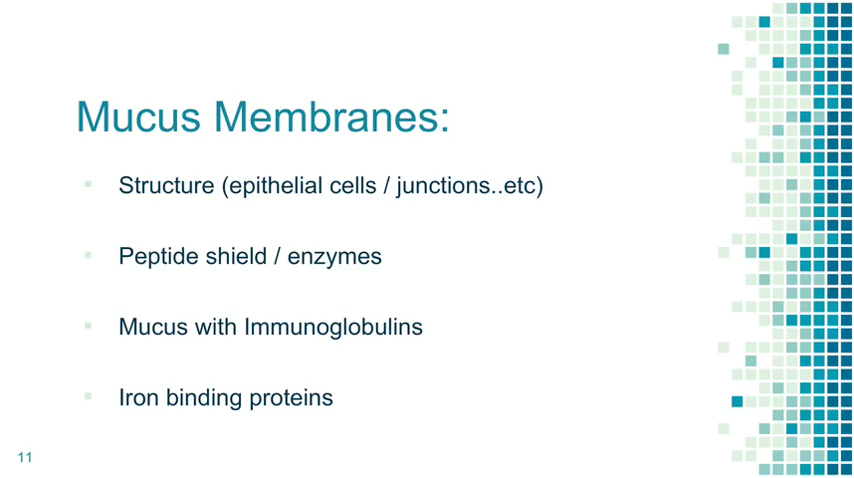 Mucus Membranes:
Structure (epithelial cells / junctions..etc)
Peptide shield / enzymes
Mucus with Immunoglobulins
Iron binding proteins
11